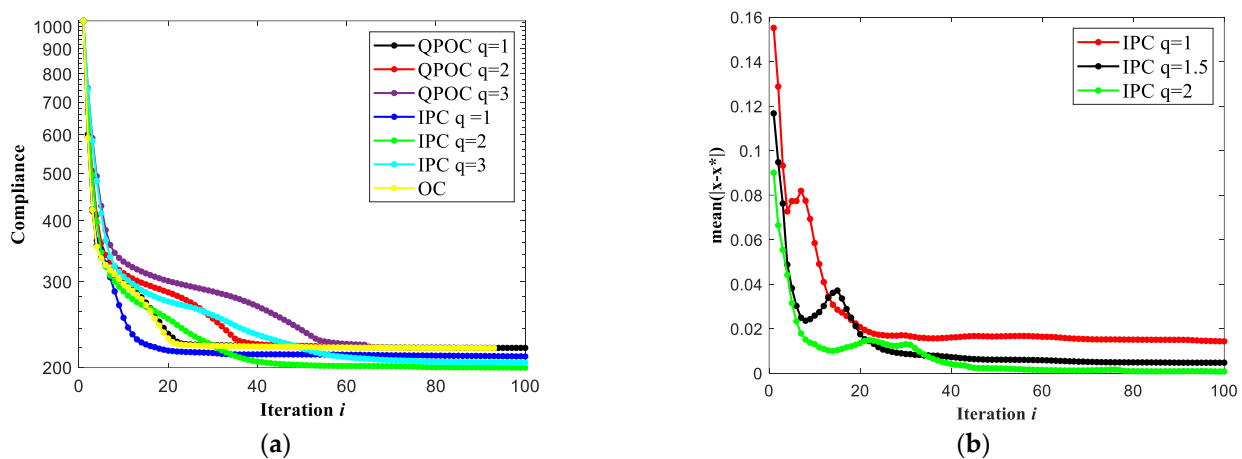 1000
900
800
700
600
500
400
300
200
Compliance
QPOC q=1
QPOC q=2
QPOC q=3
IPC q =1
IPC q=2
IPC q=3
OC
0 20 40 60 80 100
Iteration i
(a)
0.16
0.14
0.12
0.1
0.08
0.06
0.04
0.02
0
mean(|x-x*|)
IPC q=1
IPC q=1.5
IPC q=2
0 20 40 60 80 100
Iteration i
(b)